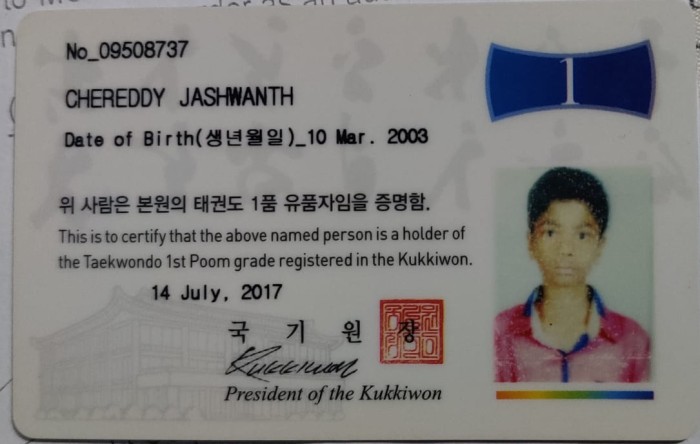 No_09508737
1
CHEREDDY JASHWANTH
Date of Birth(생년월일)_10 Mar. 2003
위 사람은 본원의 태권도 1품 유품자임을 증명함.
This is to certify that the above named person is a holder of
the Taekwondo 1st Poom grade registered in the Kukkiwon.
14 July, 2017
국 기 원 장
Kukkiwon
President of the Kukkiwon